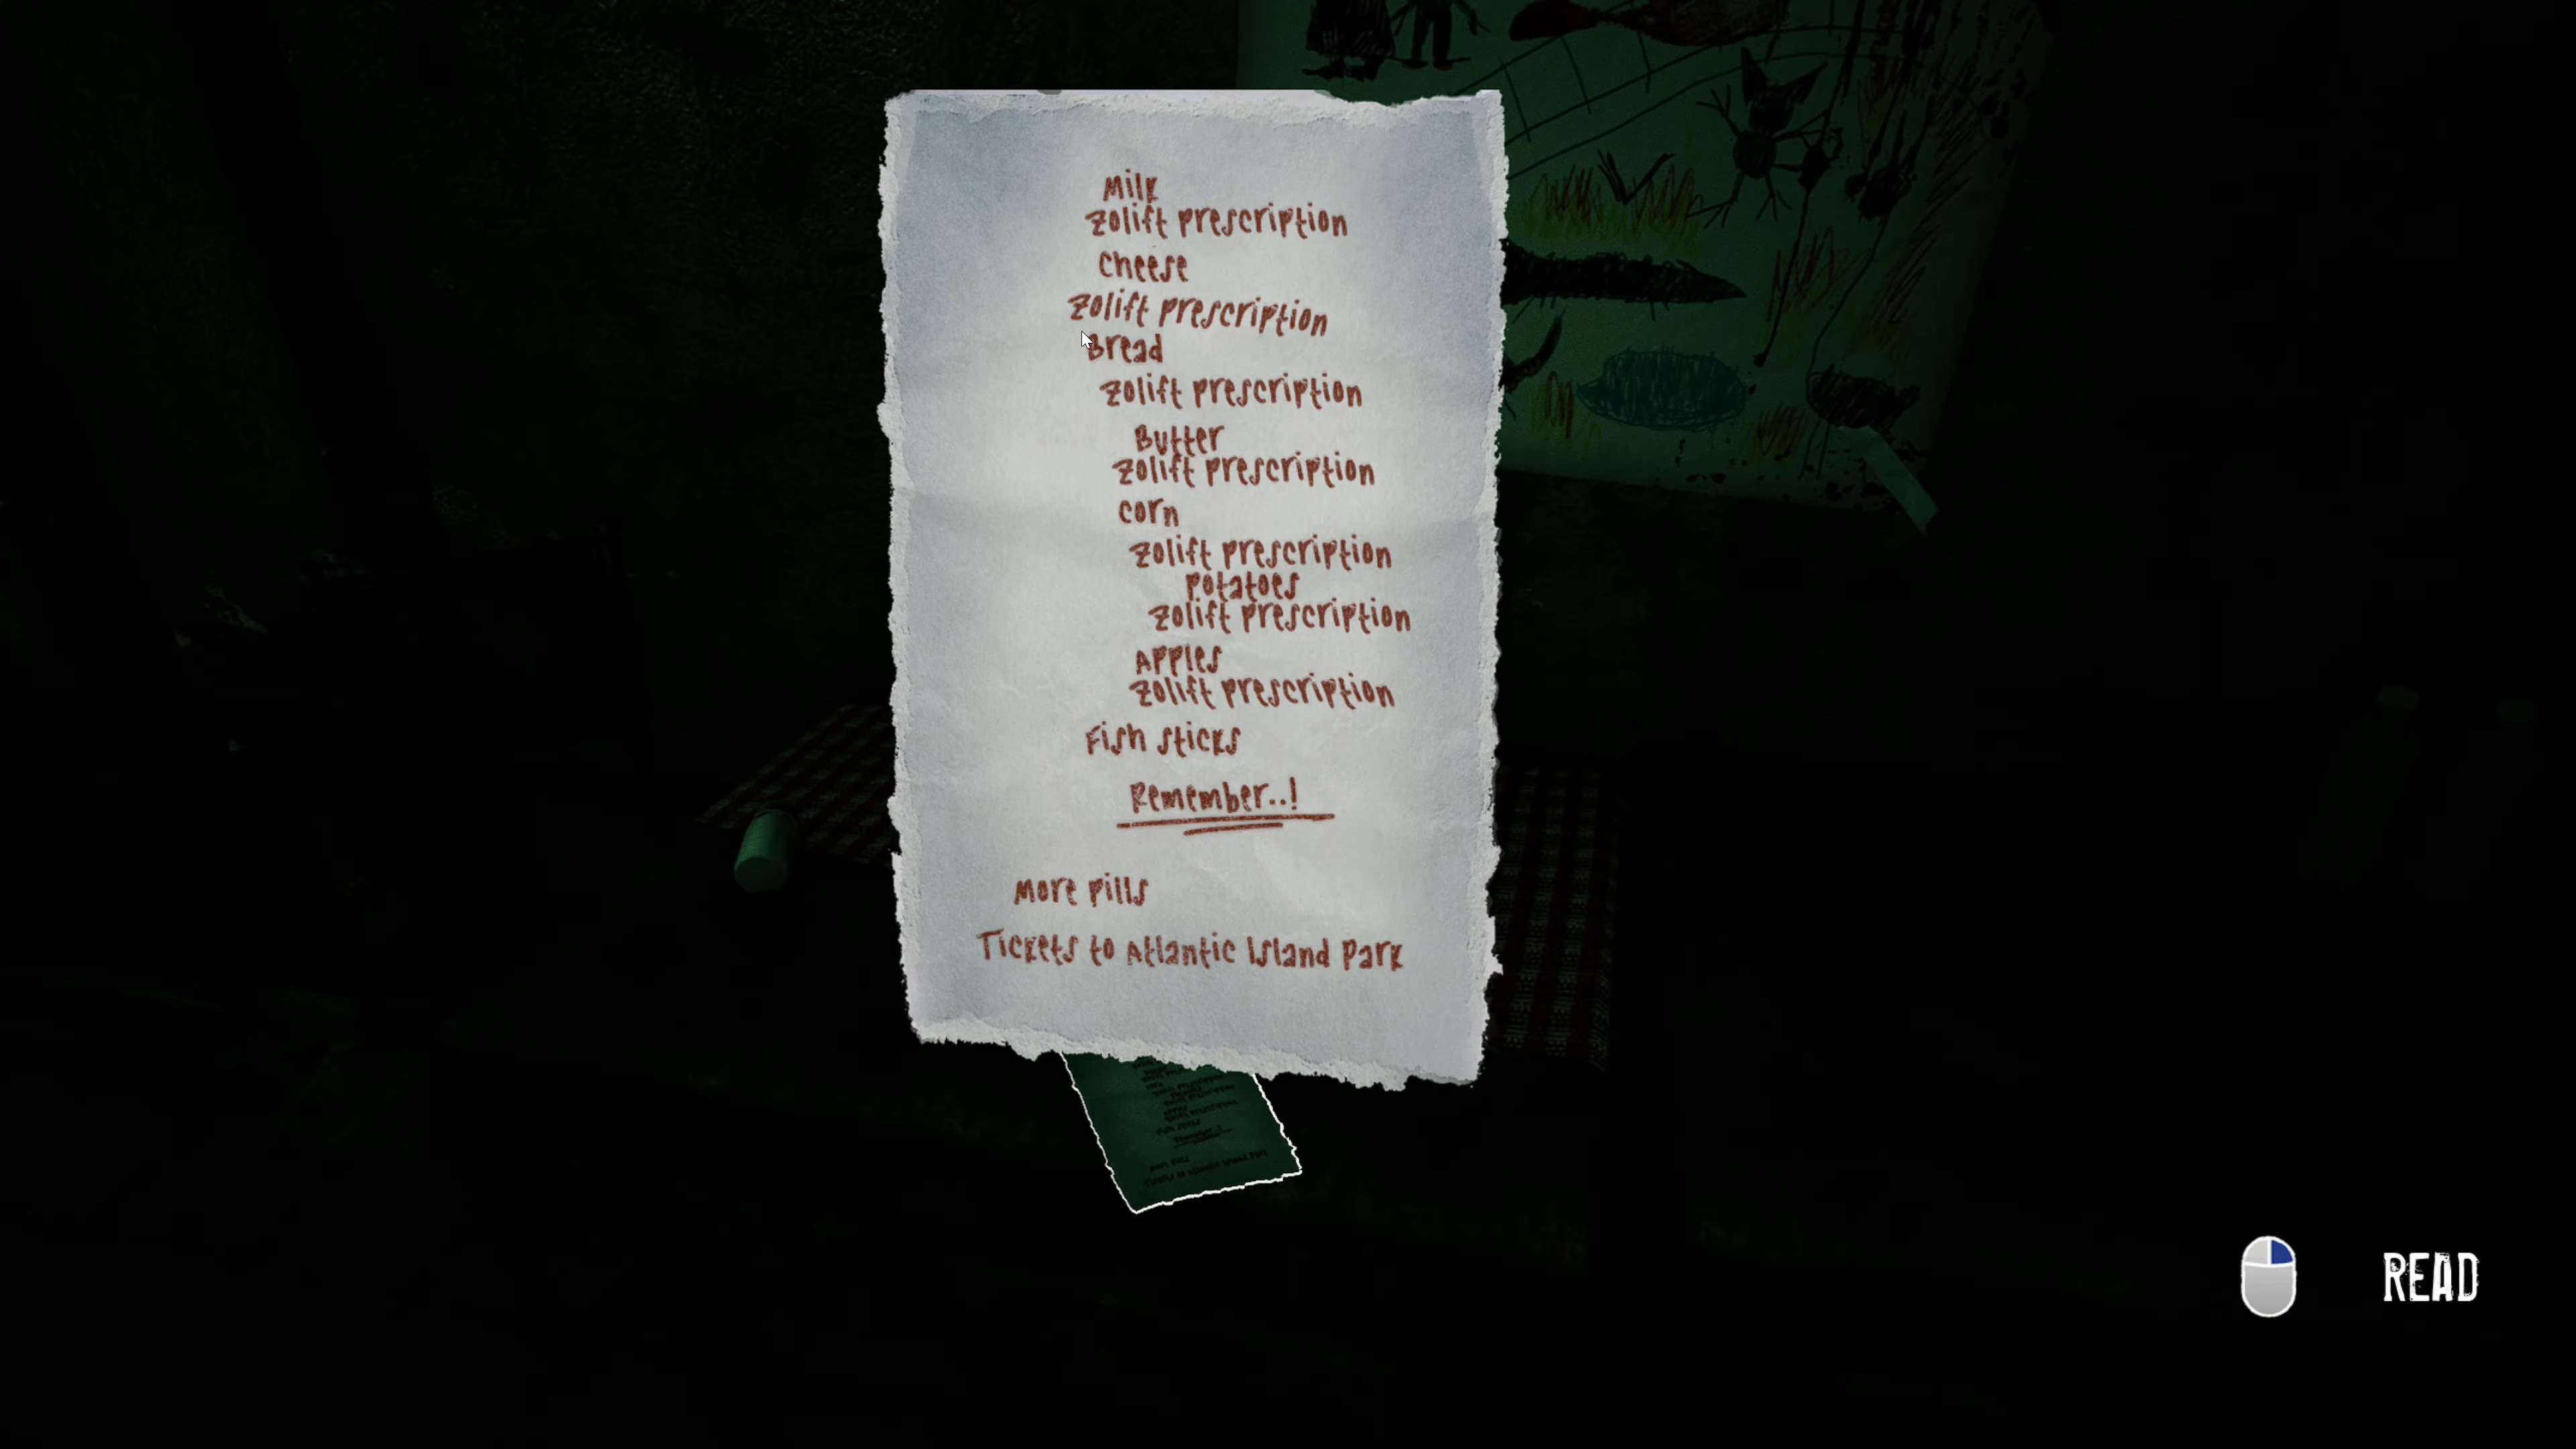 Milk
Zolift prescription
Cheese
Zolift prescription
Bread
Zolift prescription
Butter
Zolift prescription
corn
Zolift prescription
Potatoes
Zolift prescription
Apples
Zolift prescription
Fish sticks
Remember..!
More pills
Tickets to Atlantic Island Park
READ